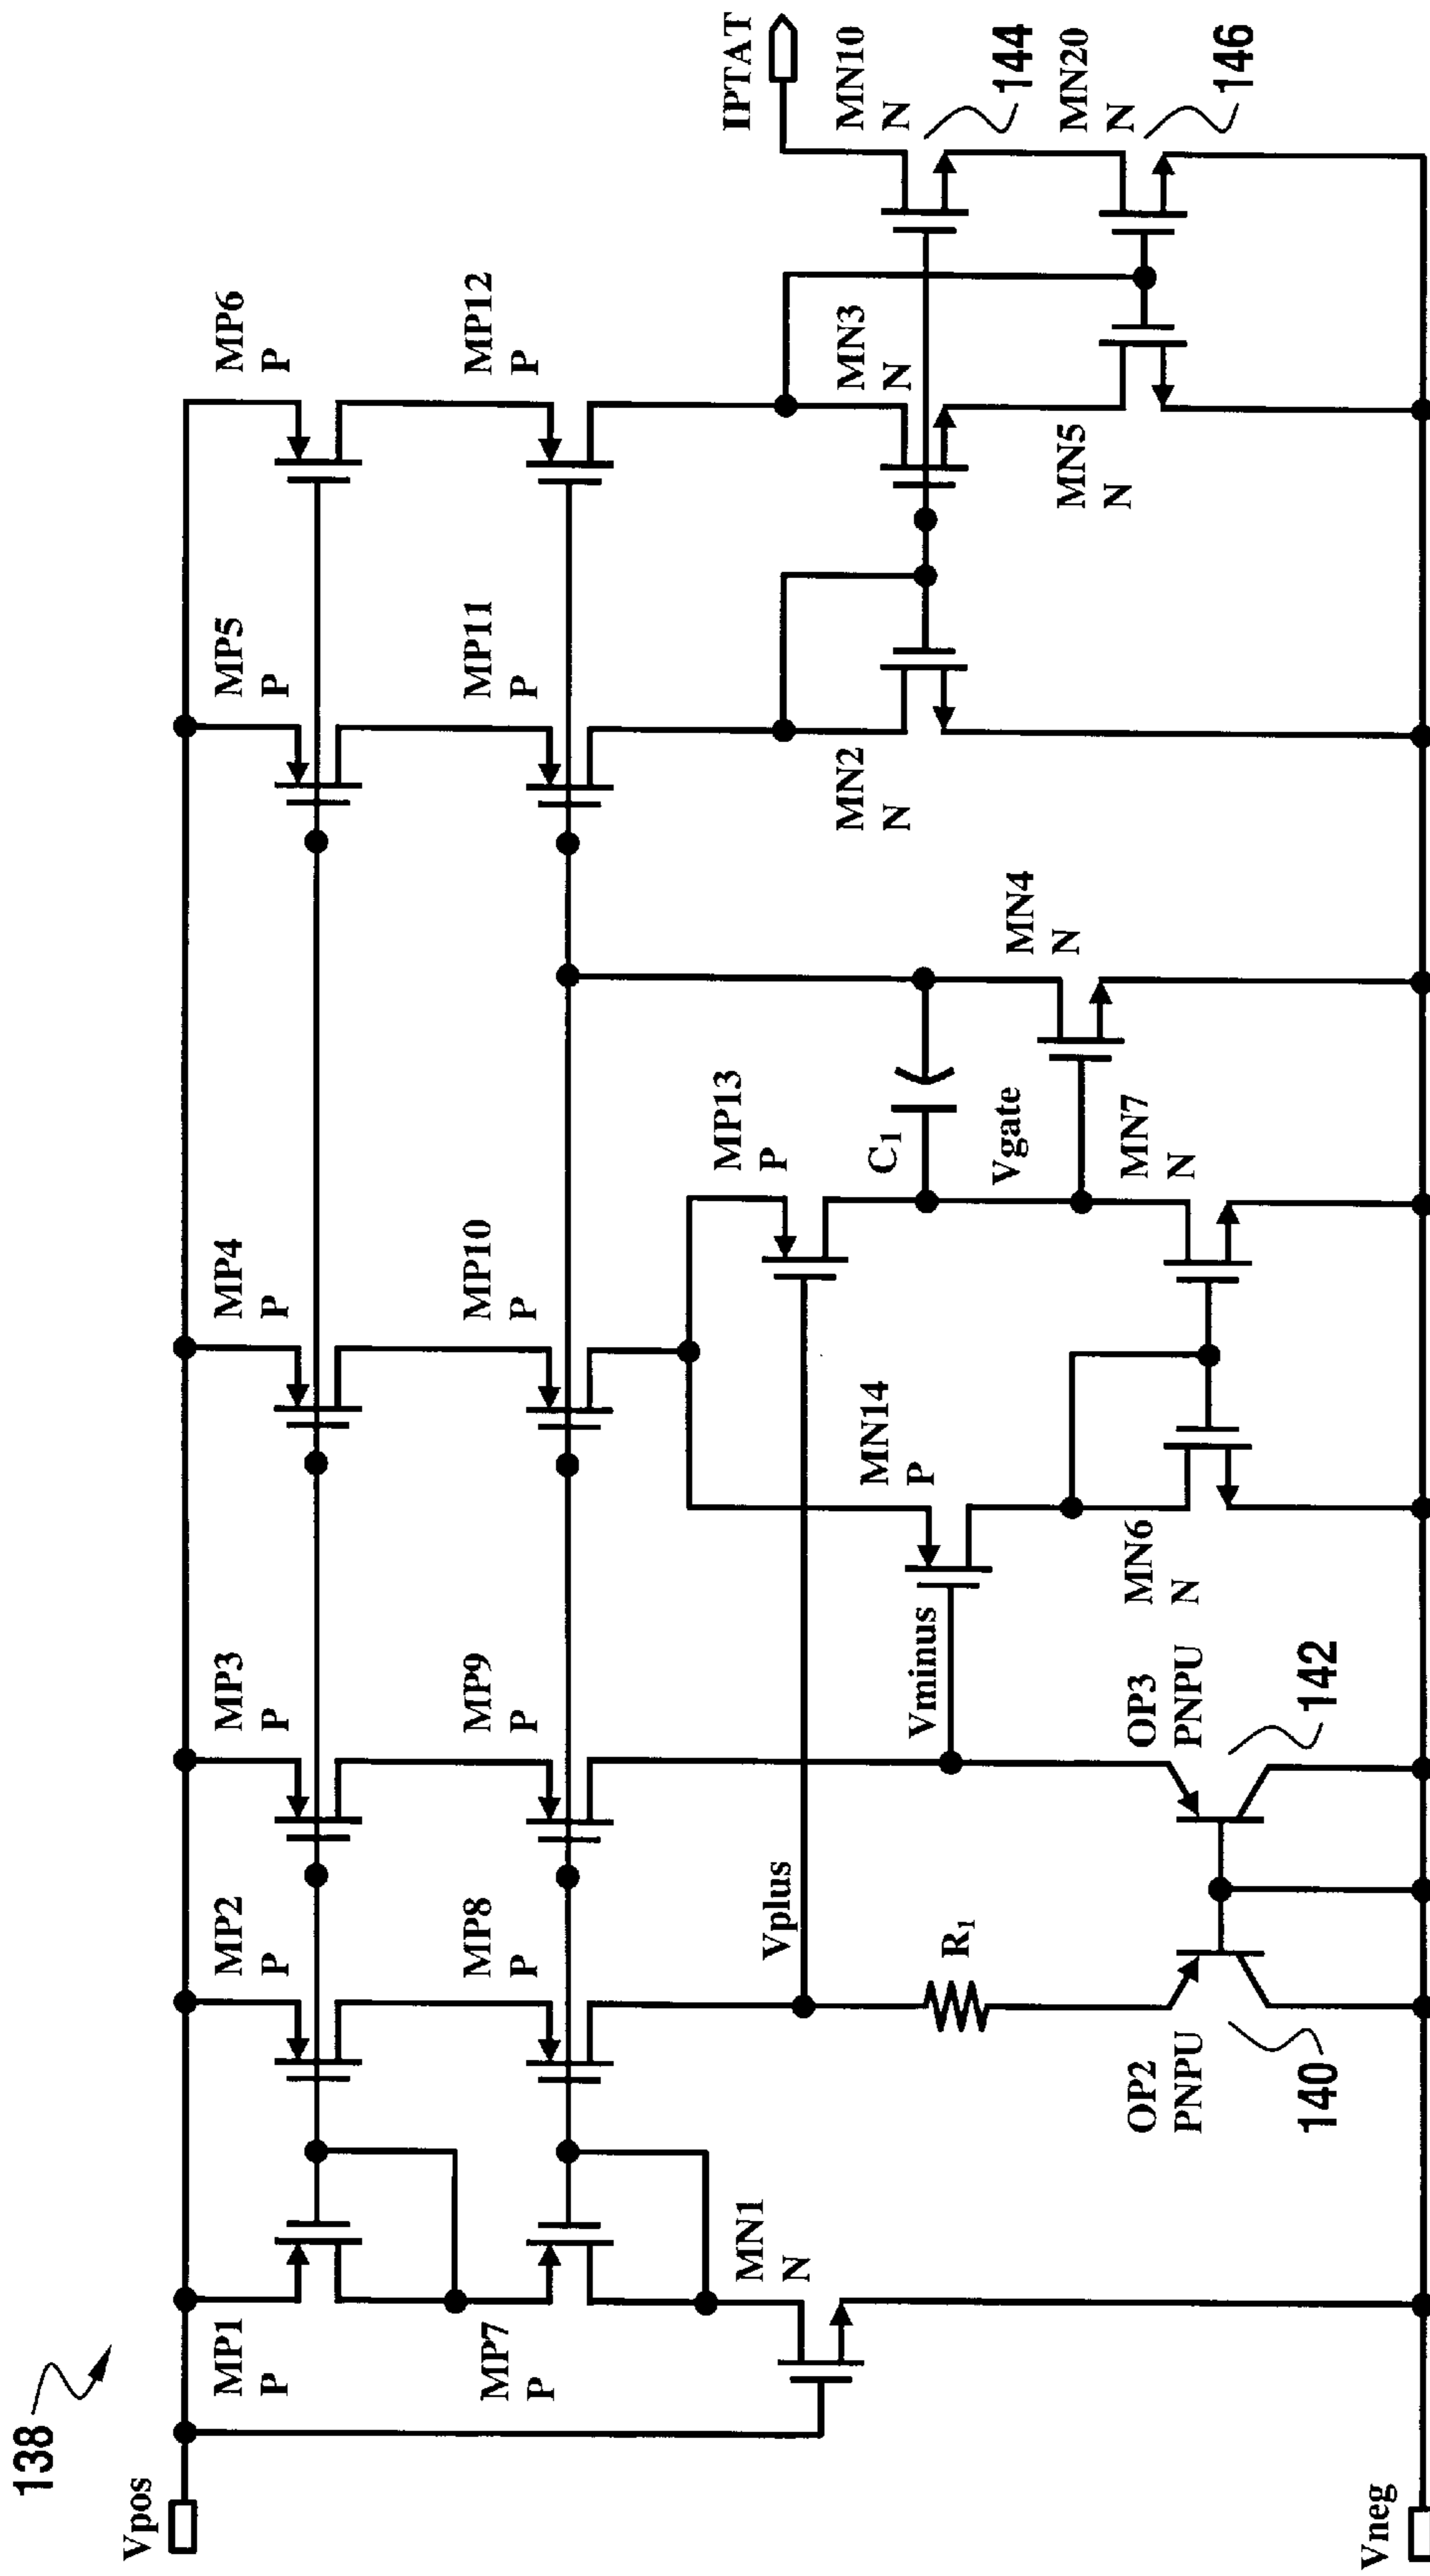 138
Vpos
MP1
P
MP2
P
MP3
P
MP4
P
MP5
P
MP6
P
MP7
P
MP8
P
MP9
P
MP10
P
MP11
P
MP12
P
IPTAT
MN1
N
Vplus
R1
Vminus
MN14
P
MP13
P
C1
Vgate
MN4
N
MN2
N
MN3
N
MN10
N
144
OP2
PNPU
140
OP3
PNPU
142
MN6
N
MN7
N
MN5
N
MN20
N
146
Vneg